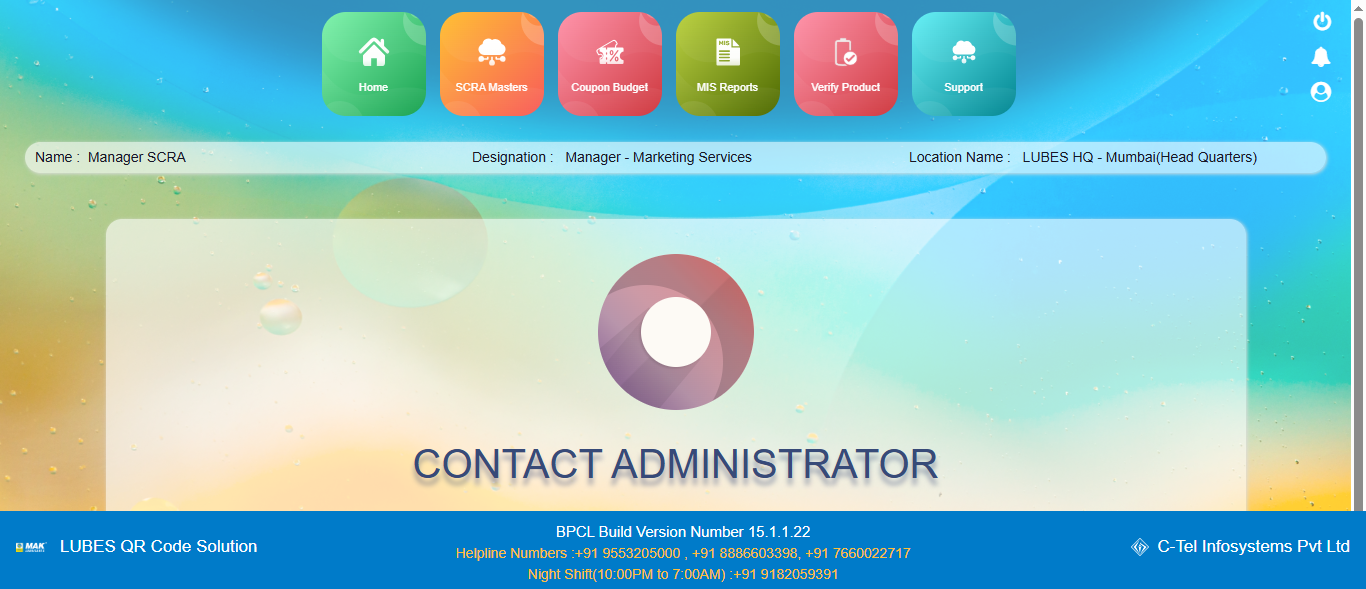 Home
SCRA Masters
Coupon Budget
MIS
MIS Reports
Verify Product
Support
Name : Manager SCRA
Designation : Manager - Marketing Services
Location Name : LUBES HQ - Mumbai(Head Quarters)
CONTACT ADMINISTRATOR
MAK
LUBES QR Code Solution
BPCL Build Version Number 15.1.1.22
Helpline Numbers :+91 9553205000 , +91 8886603398, +91 7660022717
Night Shift(10:00PM to 7:00AM) :+91 9182059391
C-Tel Infosystems Pvt Ltd